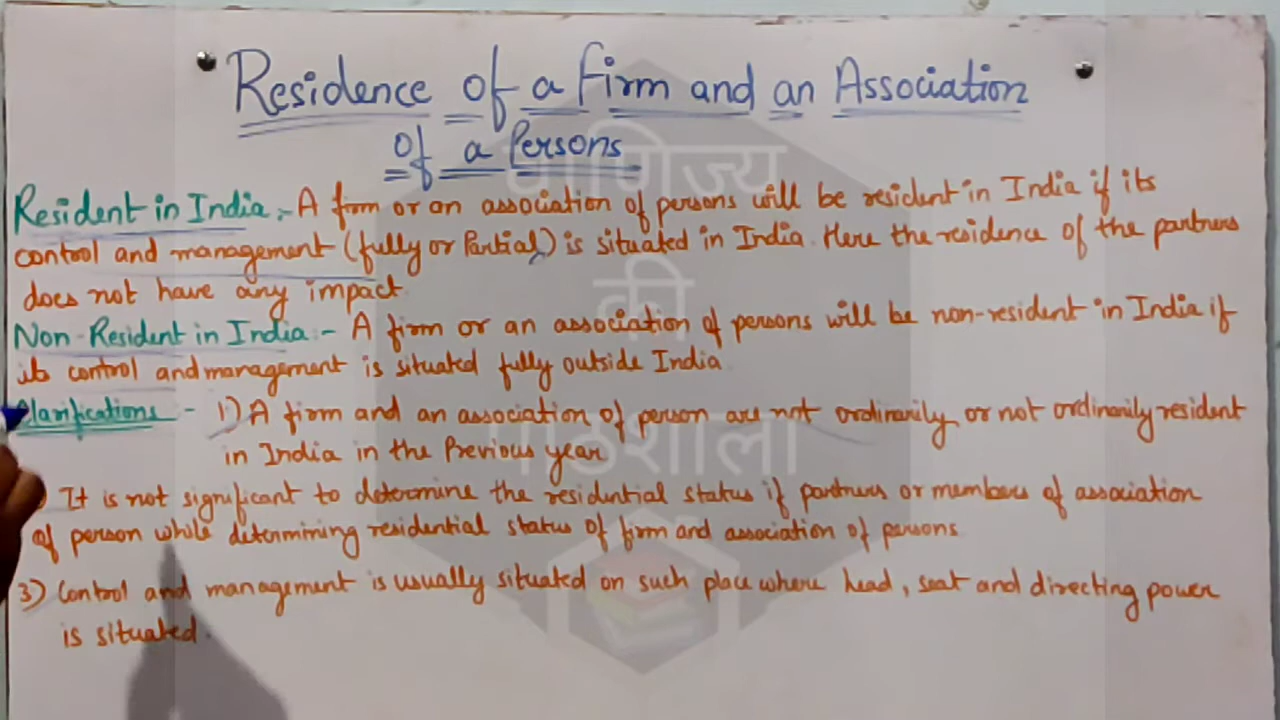 Residence of a firm and an Association
of a Persons
Resident in India :- A firm or an association of persons will be resident in India if its
control and management (fully or Partial) is situated in India. Here the residence of the partners
does not have any impact.
Non-Resident in India :- A firm or an association of persons will be non-resident in India if
its control and management is situated fully outside India.
Clarifications - 1) A firm and an association of person are not ordinarily or not ordinarily resident
in India in the Previous year
It is not significant to determine the residential status if partners or members of association
of person while determining residential status of firm and association of persons
3) Control and management is usually situated on such place where head, seat and directing power
is situated.
वाणिज्य
की
पाठशाला